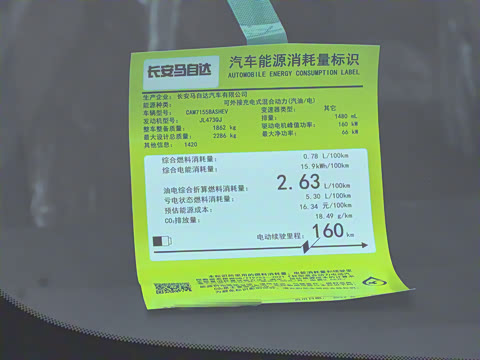 长安马自达
汽车能源消耗量标识
AUTOMOBILE ENERGY CONSUMPTION LABEL
生产企业: 长安马自达汽车有限公司
能源种类: 可外接充电式混合动力(汽油/电)
车辆型号: CAM7155BASHEV 变速器类型: 其它
发动机型号: JL473QJ 排量: 1480 mL
整车整备质量: 1862 kg 驱动电机峰值功率: 160 kW
最大设计总质量: 2286 kg 最大净功率: 66 kW
其他信息: 1420
综合燃料消耗量: 0.78 L/100km
综合电能消耗量: 15.9 kWh/100km
油电综合折算燃料消耗量: 2.63 L/100km
亏电状态燃料消耗量: 5.30 L/100km
预估能源成本: 16.34 元/100km
CO₂排放量: 18.49 g/km
电动续驶里程: 160 km